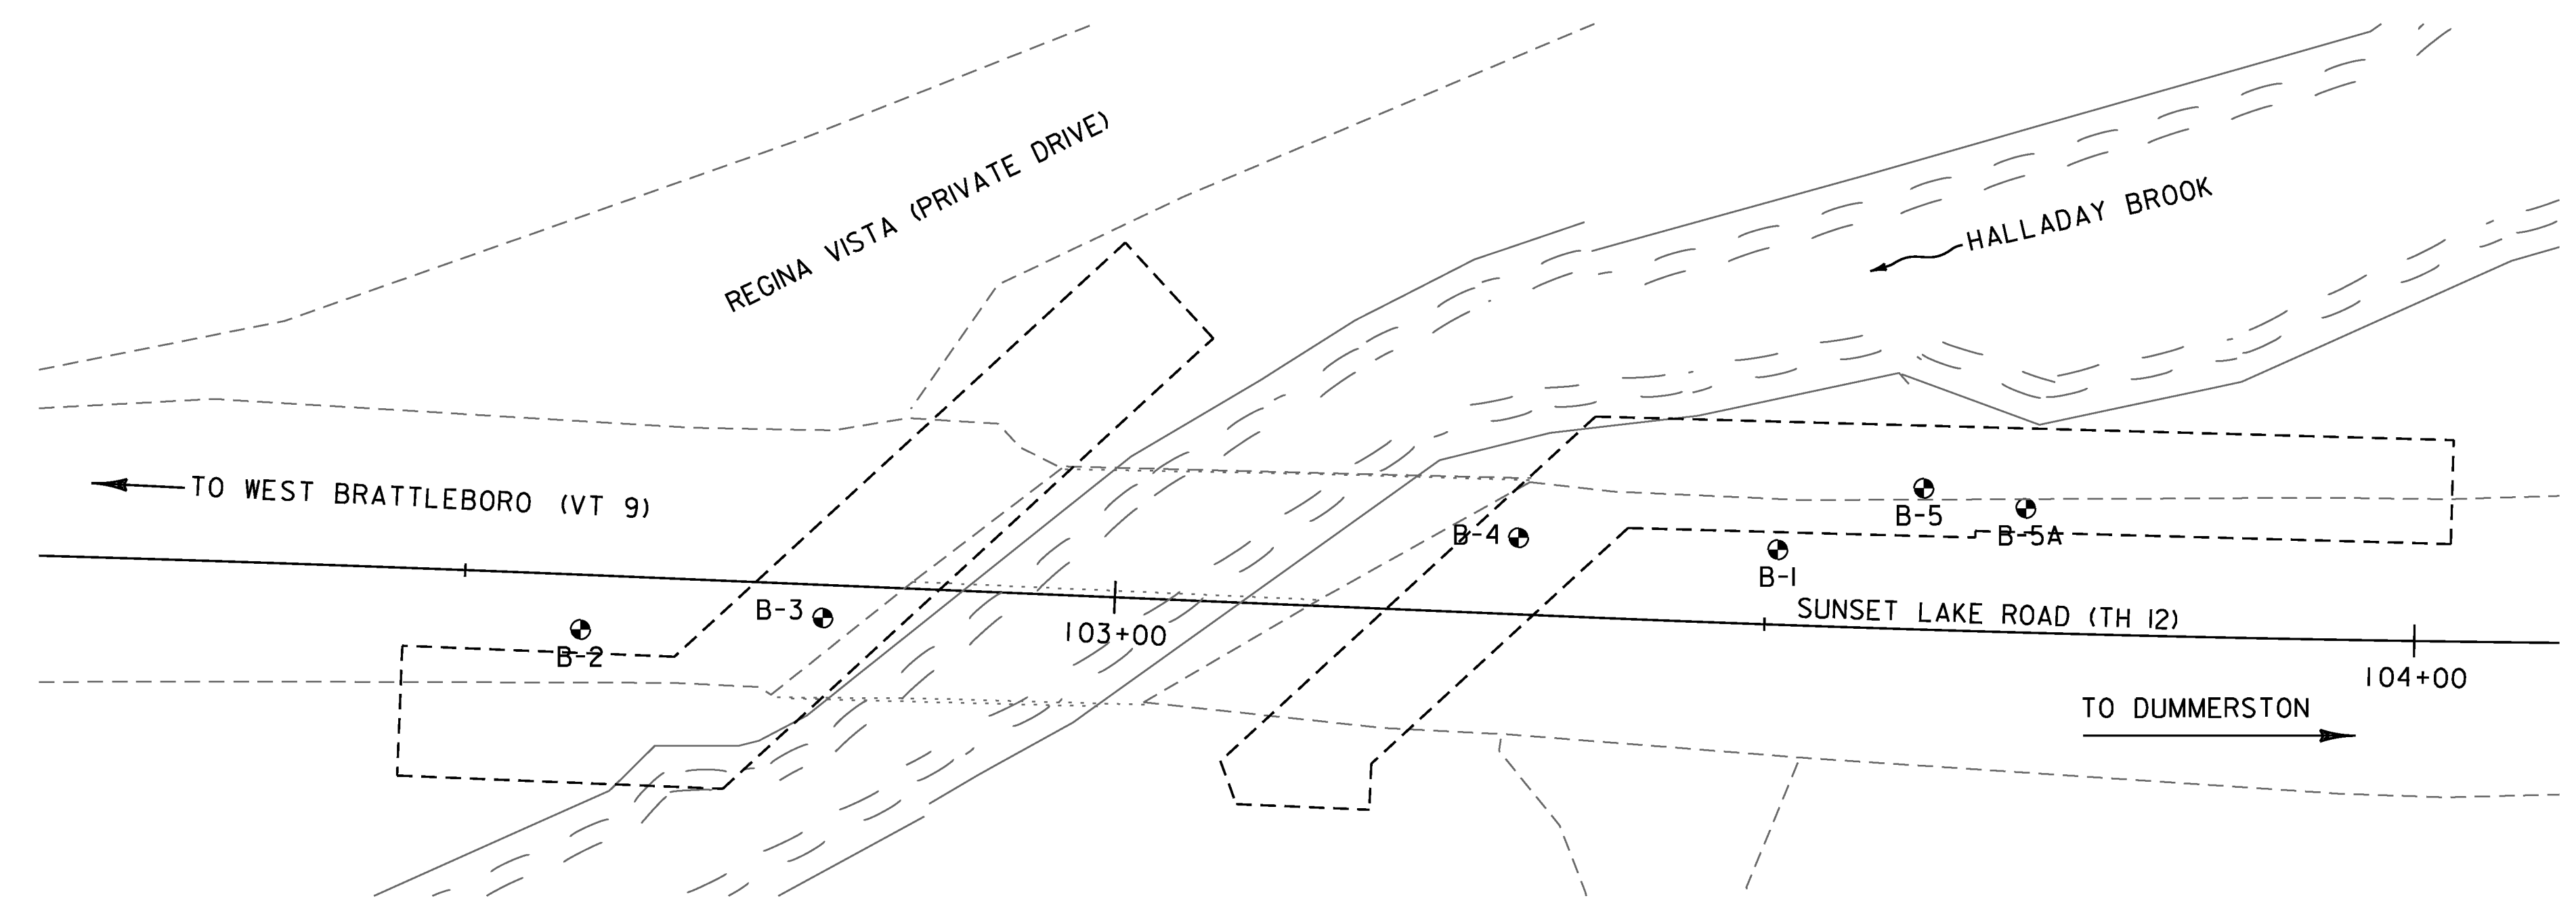 REGINA VISTA (PRIVATE DRIVE)
HALLADAY BROOK
TO WEST BRATTLEBORO (VT 9)
B-5
B-5A
B-4
B-1
B-3
B-2
103+00
SUNSET LAKE ROAD (TH 12)
104+00
TO DUMMERSTON